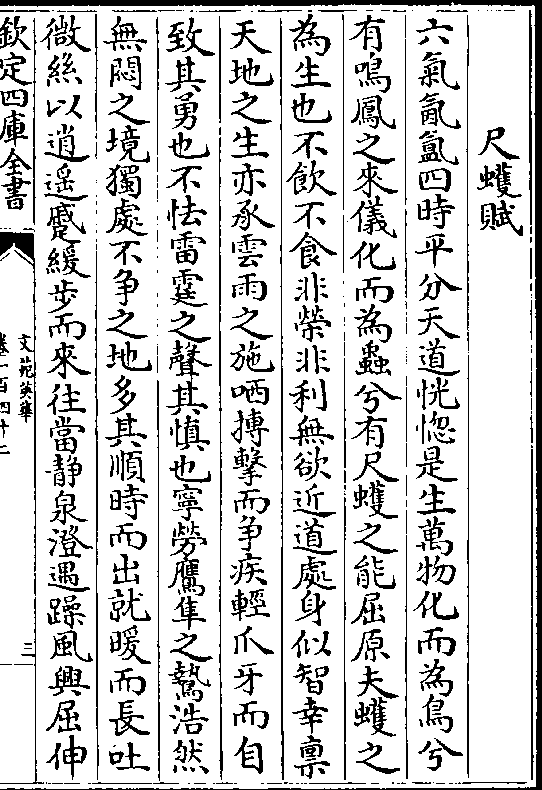 尺蠖賦
六氣氤氲四時平分天道恍惚是生萬物化而為鳥兮
有鳴鳳之來儀化而為蟲兮有尺蠖之能屈原夫蠖之
為生也不飲不食非榮非利無欲近道處身似智幸禀
天地之生亦承雲雨之施哂搏擊而争疾輕爪牙而自
致其勇也不怯雷霆之聲其慎也寧勞鷹隼之鷙浩然
無悶之境獨處不争之地多其順時而出就暖而長吐
微絲以逍遥蹙緩步而來往當静泉澄遇躁風興屈伸
欽定四庫全書
文苑英華
卷一百四十二
三